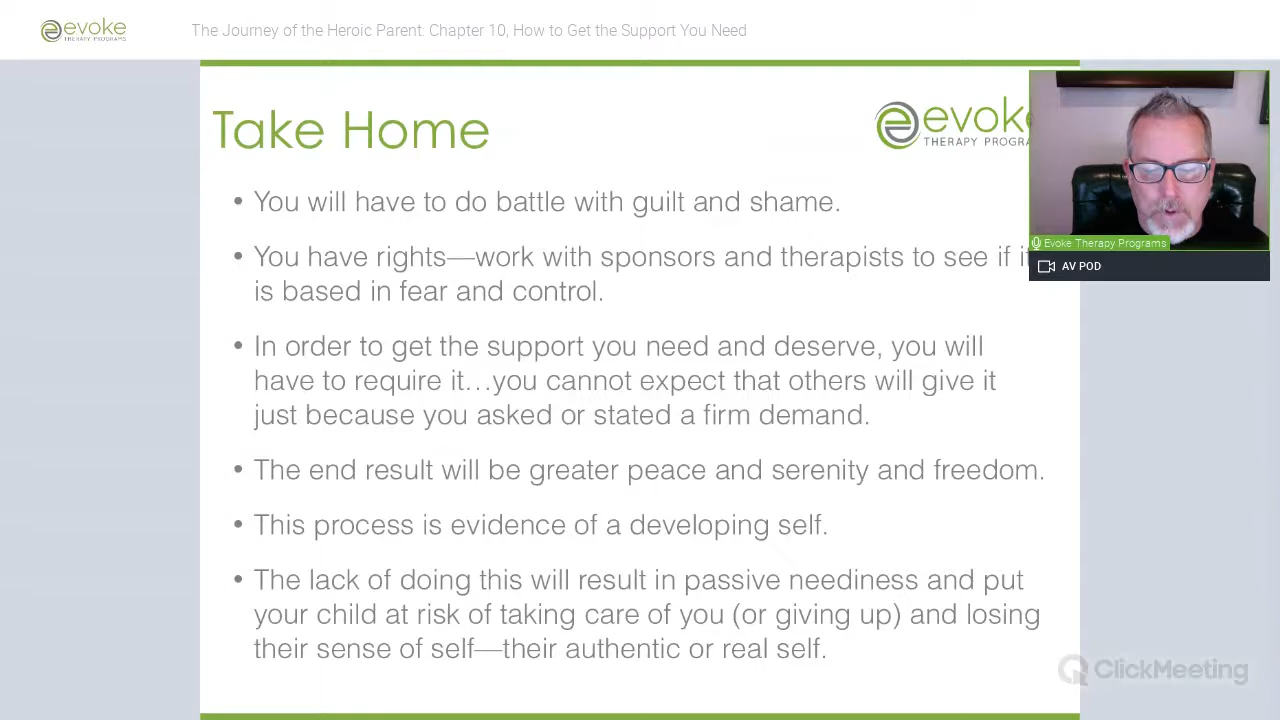 evoke
THERAPY PROGRAMS
The Journey of the Heroic Parent: Chapter 10, How to Get the Support You Need
Take Home
evoke
THERAPY PROGRAM
• You will have to do battle with guilt and shame.
• You have rights—work with sponsors and therapists to see if it
is based in fear and control.
• In order to get the support you need and deserve, you will
have to require it...you cannot expect that others will give it
just because you asked or stated a firm demand.
• The end result will be greater peace and serenity and freedom.
• This process is evidence of a developing self.
• The lack of doing this will result in passive neediness and put
your child at risk of taking care of you (or giving up) and losing
their sense of self—their authentic or real self.
Evoke Therapy Programs
AV POD
ClickMeeting